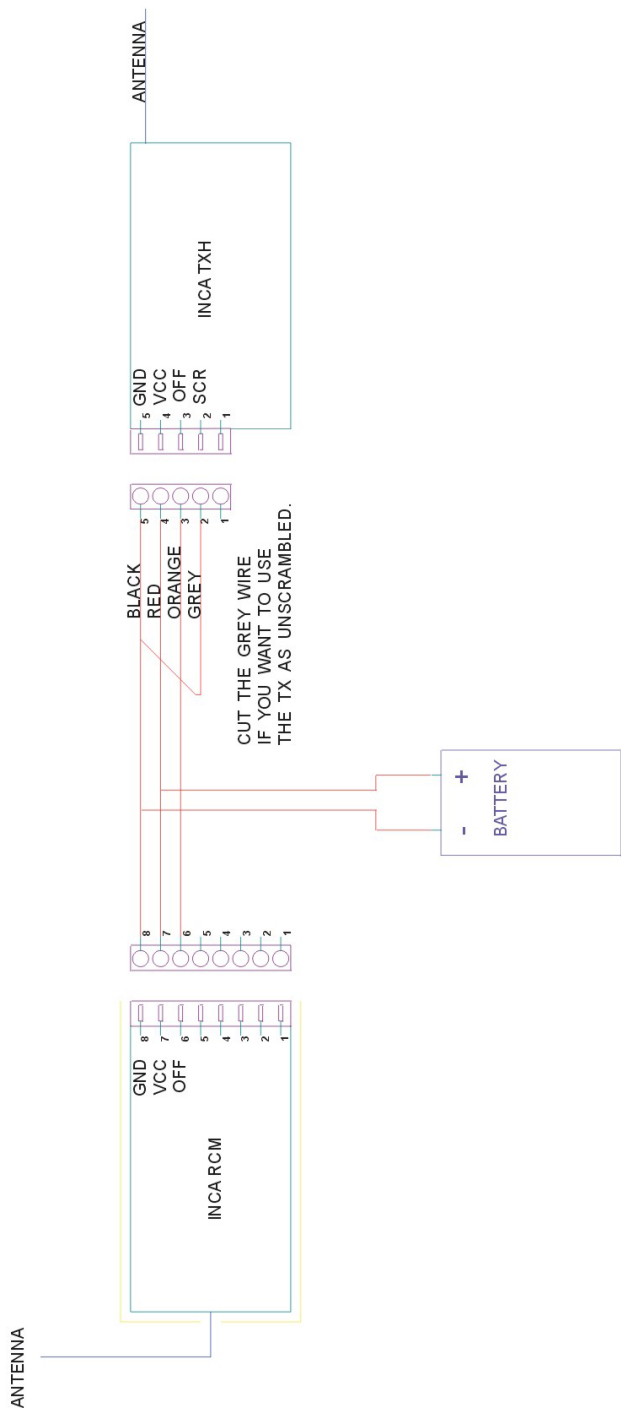 ANTENNA
INCA RCM
GND
VCC
OFF
8
7
6
5
4
3
2
1
8
7
6
5
4
3
2
1
-
+
BATTERY
CUT THE GREY WIRE
IF YOU WANT TO USE
THE TX AS UNSCRAMBLED.
BLACK
RED
ORANGE
GREY
5
4
3
2
1
5
4
3
2
1
GND
VCC
OFF
SCR
INCA TXH
ANTENNA